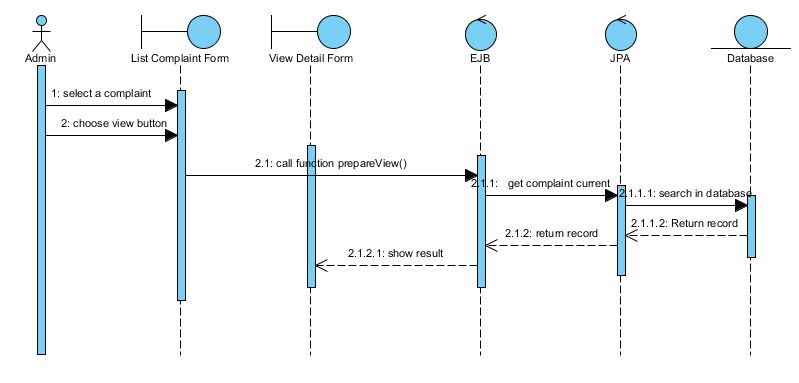 Admin
List Complaint Form
View Detail Form
EJB
JPA
Database
1: select a complaint
2: choose view button
2.1: call function prepareView()
2.1.1: get complaint current
2.1.1.1: search in database
2.1.1.2: Return record
2.1.2: return record
2.1.2.1: show result